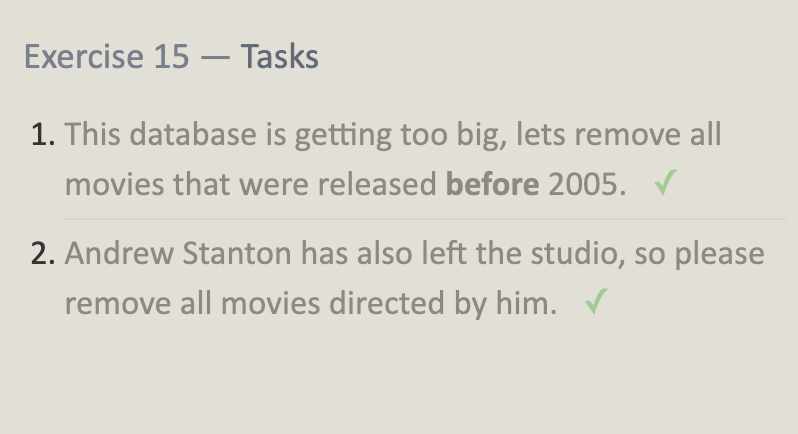 Exercise 15 — Tasks
1. This database is getting too big, lets remove all
movies that were released before 2005. ✓
2. Andrew Stanton has also left the studio, so please
remove all movies directed by him. ✓